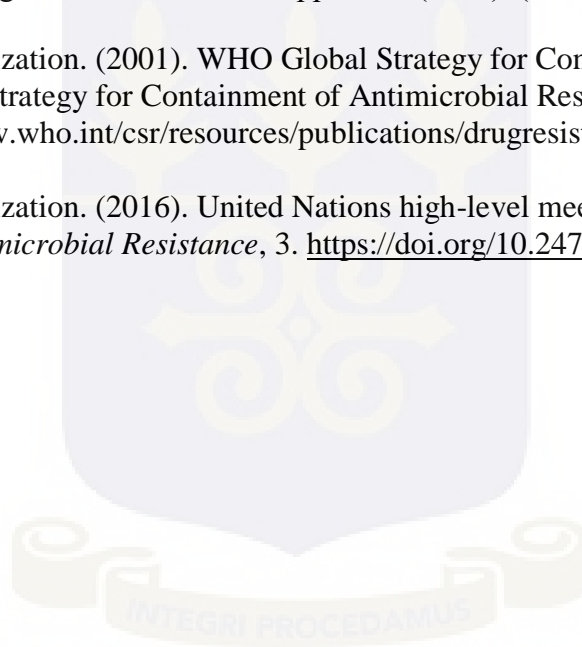 zation. (2001). WHO Global Strategy for Con
trategy for Containment of Antimicrobial Res
.who.int/csr/resources/publications/drugresist
zation. (2016). United Nations high-level mee
microbial Resistance, 3. https://doi.org/10.247
INTEGRI PROCEDAMUS